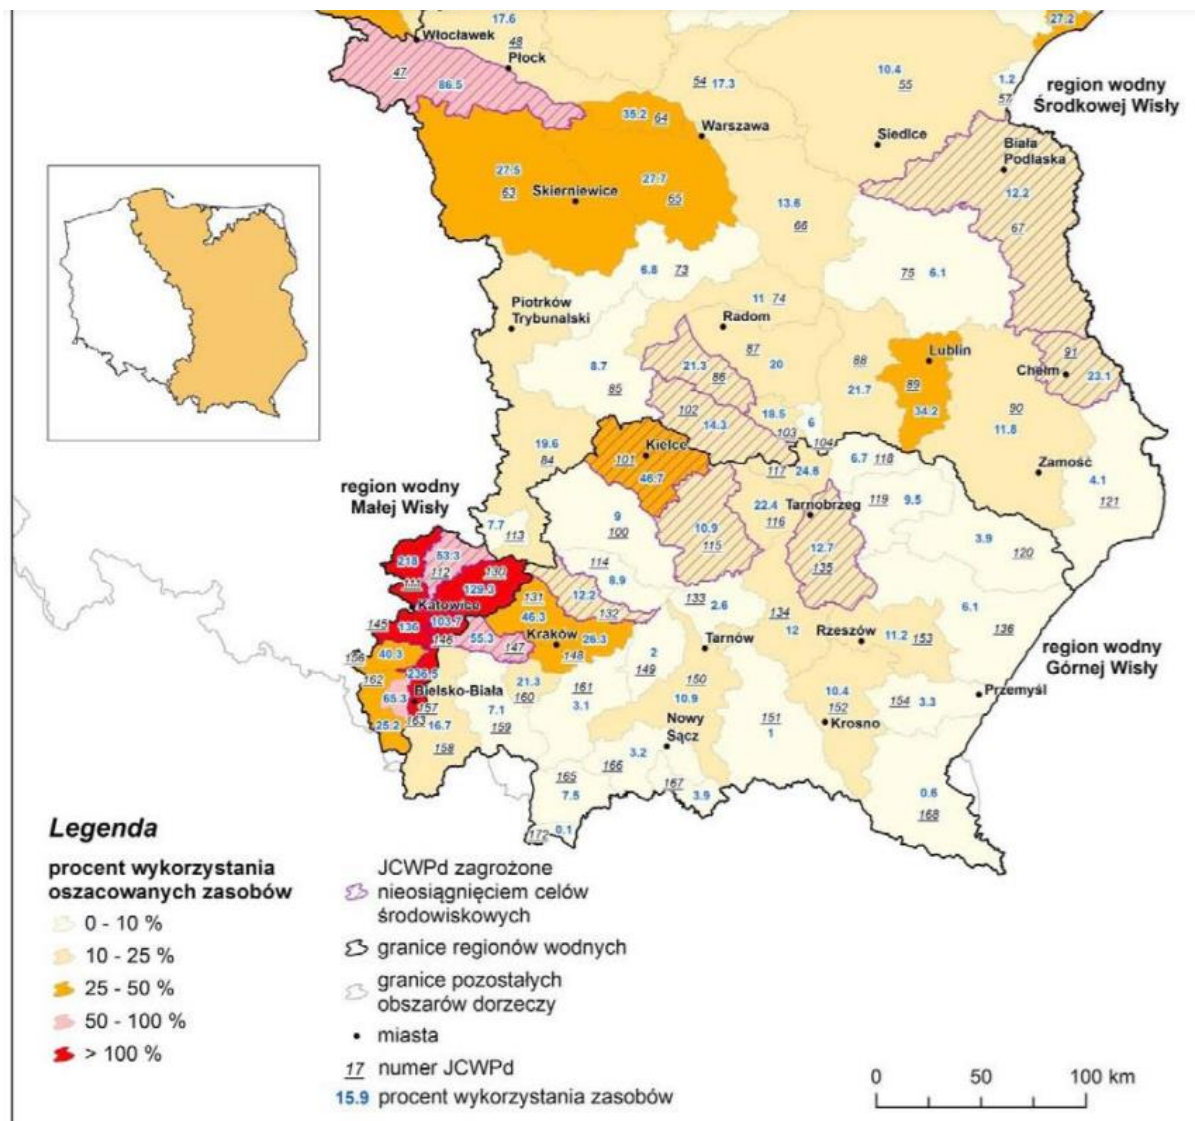 17.6
27.2
Włocławek
48
Płock
47
86.5
54 17.3
10.4
55
1.2
57
region wodny
Środkowej Wisły
35.2 64
Warszawa
Siedlce
Biała
Podlaska
27.5
63
Skierniewice
27.7
65
12.2
67
13.6
66
6.8 73
75 6.1
Piotrków
Trybunalski
11 74
Radom
87
20
88
21.7
Lublin
89
34.2
91
Chełm
23.1
8.7
85
21.3
86
102
14.3
18.5
103
6
104
90
11.8
19.6
84
Kielce
101
46.7
117 24.6
6.7 118
Zamość
4.1
121
region wodny
Małej Wisły
22.4
116
Tarnobrzeg
119 9.5
7.7
113
9
100
10.9
115
12.7
135
3.9
120
218
111
53.3
112
130
129.3
114
8.9
Katowice
131
46.3
12.2
132
133 2.6
134
12
6.1
136
145
136
103.7
146
55.3
147
Kraków
148
26.3
2
149
Tarnów
Rzeszów
11.2 153
region wodny
Górnej Wisły
156
40.3
162
236.5
Bielsko-Biała
65.3
157
163
25.2
16.7
158
21.3
160
7.1
159
161
3.1
150
10.9
Nowy
Sącz
151
1
10.4
152
Krosno
154 3.3
Przemyśl
3.2
166
165
7.5
167
3.9
0.6
168
172 0.1
Legenda
procent wykorzystania
oszacowanych zasobów
0 - 10 %
10 - 25 %
25 - 50 %
50 - 100 %
> 100 %
JCWPd zagrożone
nieosiągnięciem celów
środowiskowych
granice regionów wodnych
granice pozostałych
obszarów dorzeczy
miasta
17 numer JCWPd
15.9 procent wykorzystania zasobów
0 50 100 km